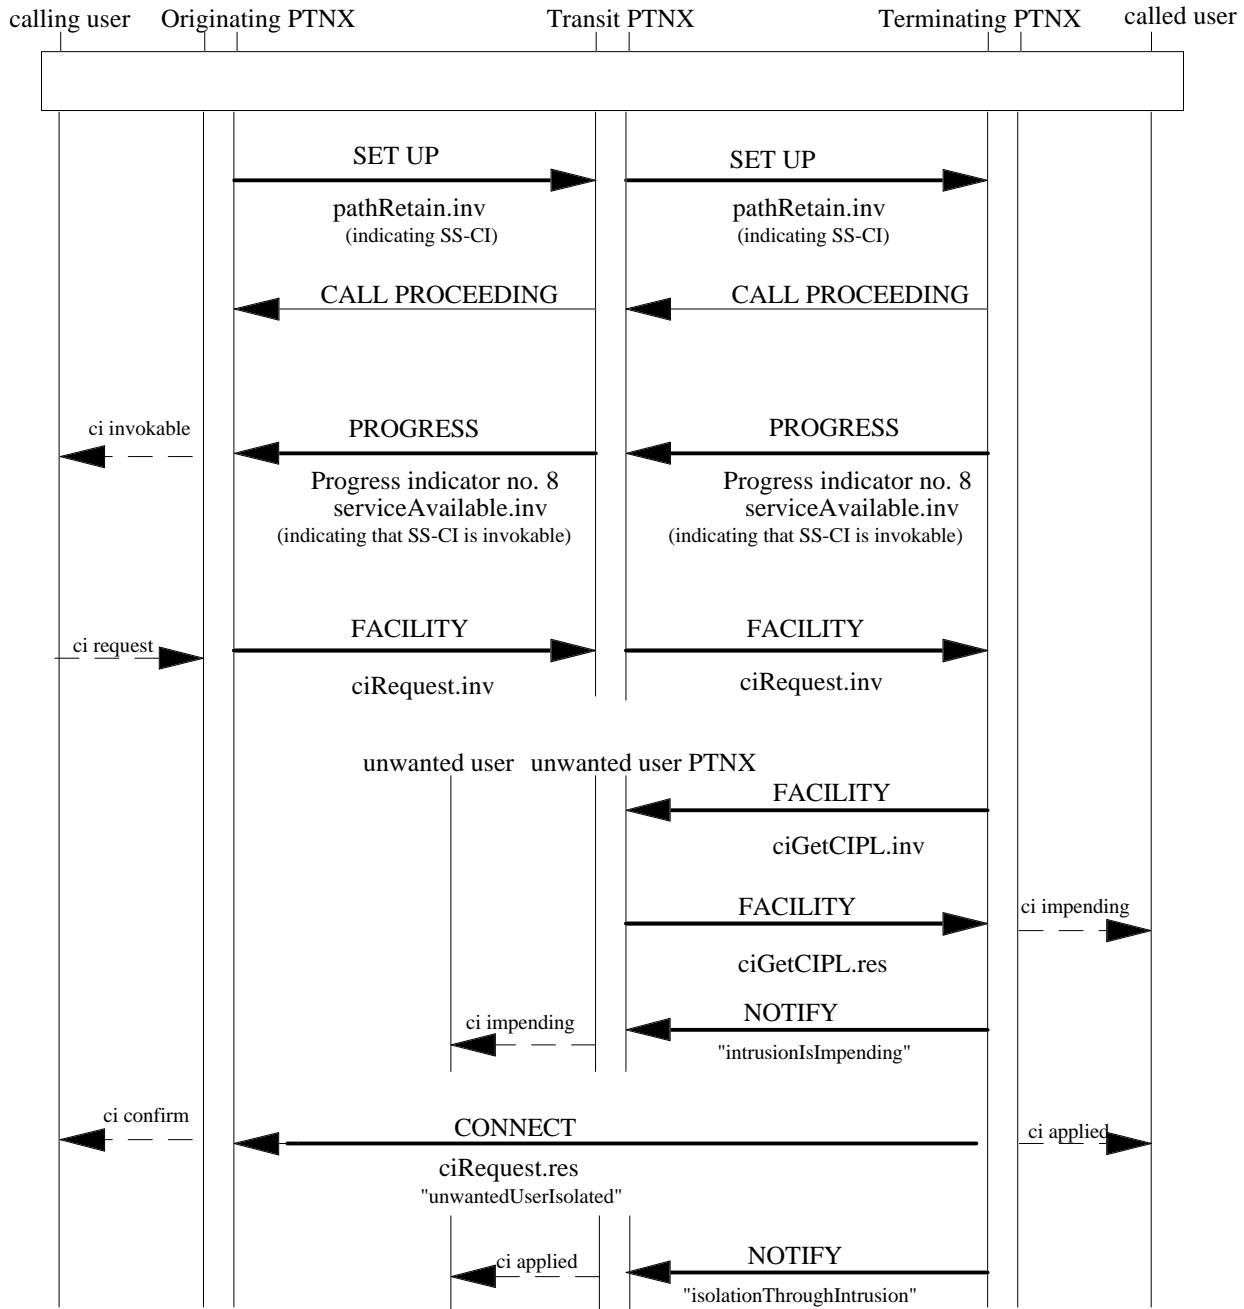 calling user Originating PTNX Transit PTNX Terminating PTNX called user
SET UP SET UP
pathRetain.inv pathRetain.inv
(indicating SS-CI) (indicating SS-CI)
CALL PROCEEDING CALL PROCEEDING
ci invokable PROGRESS PROGRESS
Progress indicator no. 8 Progress indicator no. 8
serviceAvailable.inv serviceAvailable.inv
(indicating that SS-CI is invokable) (indicating that SS-CI is invokable)
ci request FACILITY FACILITY
ciRequest.inv ciRequest.inv
unwanted user unwanted user PTNX
FACILITY
ciGetCIPL.inv
FACILITY ci impending
ciGetCIPL.res
ci impending NOTIFY
"intrusionIsImpending"
ci confirm CONNECT ci applied
ciRequest.res
"unwantedUserIsolated"
ci applied NOTIFY
"isolationThroughIntrusion"